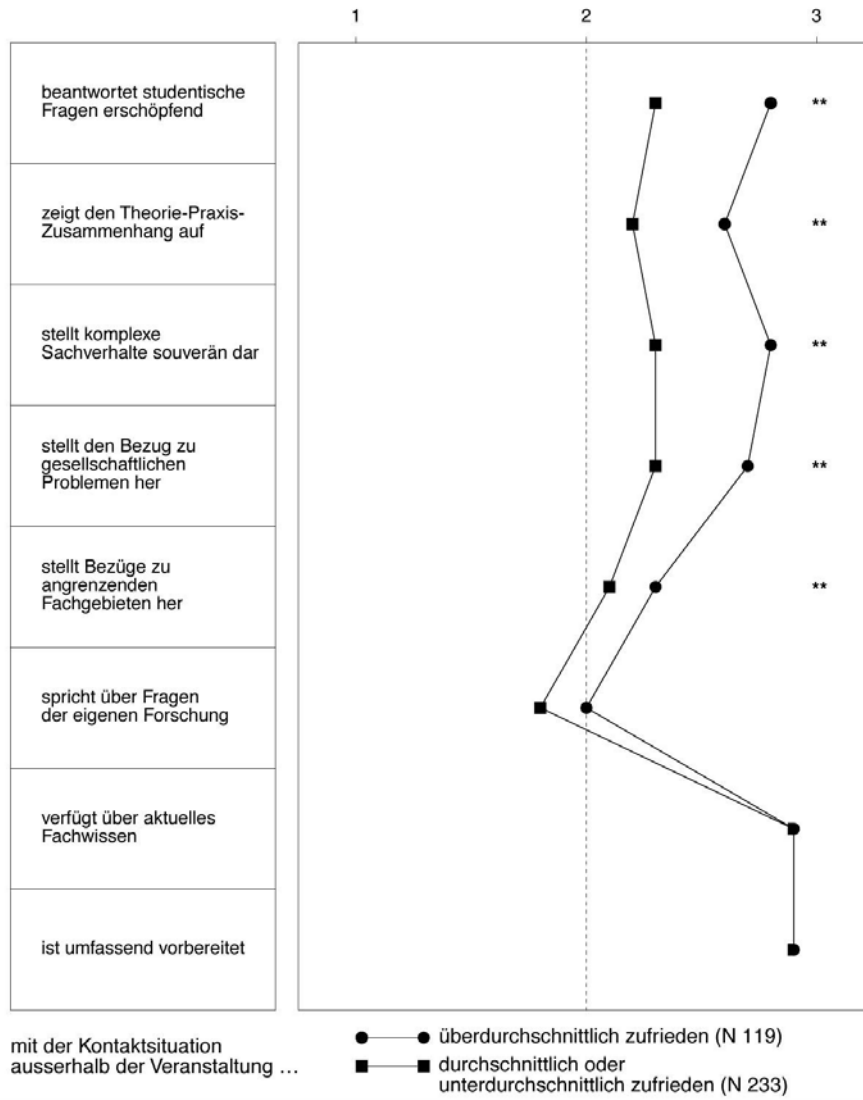 1 2 3
beantwortet studentische
Fragen erschöpfend
**
zeigt den Theorie-Praxis-
Zusammenhang auf
**
stellt komplexe
Sachverhalte souverän dar
**
stellt den Bezug zu
gesellschaftlichen
Problemen her
**
stellt Bezüge zu
angrenzenden
Fachgebieten her
**
spricht über Fragen
der eigenen Forschung
verfügt über aktuelles
Fachwissen
ist umfassend vorbereitet
mit der Kontaktsituation
ausserhalb der Veranstaltung ...
überdurchschnittlich zufrieden (N 119)
durchschnittlich oder
unterdurchschnittlich zufrieden (N 233)